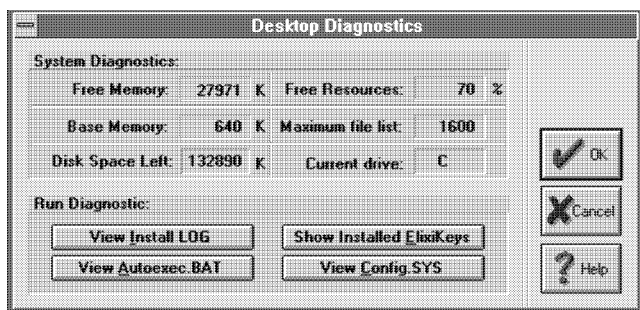 Desktop Diagnostics
System Diagnostics:
Free Memory: 27971 K Free Resources: 70 %
Base Memory: 640 K Maximum file list: 1600
Disk Space Left: 132890 K Current drive: C
OK
Run Diagnostic:
Cancel
View Install LOG Show Installed ElixiKeys
View Autoexec.BAT View Config.SYS
? Help